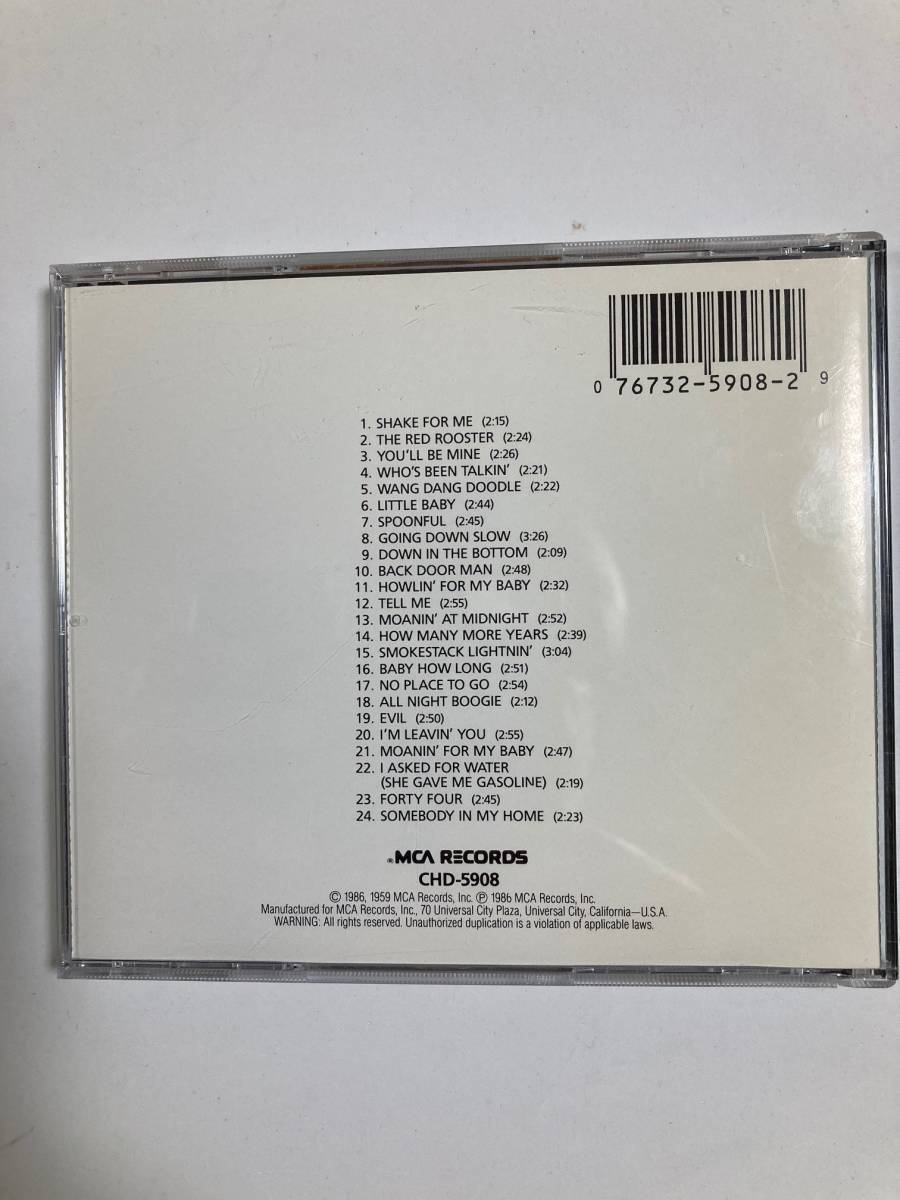 0 76732-5908-2 9
1. SHAKE FOR ME (2:15)
2. THE RED ROOSTER (2:24)
3. YOU'LL BE MINE (2:26)
4. WHO'S BEEN TALKIN' (2:21)
5. WANG DANG DOODLE (2:22)
6. LITTLE BABY (2:44)
7. SPOONFUL (2:45)
8. GOING DOWN SLOW (3:26)
9. DOWN IN THE BOTTOM (2:09)
10. BACK DOOR MAN (2:48)
11. HOWLIN' FOR MY BABY (2:32)
12. TELL ME (2:55)
13. MOANIN' AT MIDNIGHT (2:52)
14. HOW MANY MORE YEARS (2:39)
15. SMOKESTACK LIGHTNIN' (3:04)
16. BABY HOW LONG (2:51)
17. NO PLACE TO GO (2:54)
18. ALL NIGHT BOOGIE (2:12)
19. EVIL (2:50)
20. I'M LEAVIN' YOU (2:55)
21. MOANIN' FOR MY BABY (2:47)
22. I ASKED FOR WATER
(SHE GAVE ME GASOLINE) (2:19)
23. FORTY FOUR (2:45)
24. SOMEBODY IN MY HOME (2:23)
®MCA RECORDS
CHD-5908
© 1986, 1959 MCA Records, Inc. ℗ 1986 MCA Records, Inc.
Manufactured for MCA Records, Inc., 70 Universal City Plaza, Universal City, California—U.S.A.
WARNING: All rights reserved. Unauthorized duplication is a violation of applicable laws.